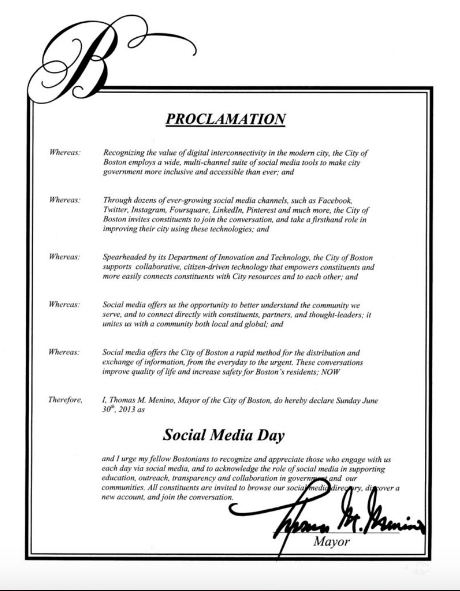 B
PROCLAMATION
Whereas: Recognizing the value of digital interconnectivity in the modern city, the City of
Boston employs a wide, multi-channel suite of social media tools to make city
government more inclusive and accessible than ever; and
Whereas: Through dozens of ever-growing social media channels, such as Facebook,
Twitter, Instagram, Foursquare, LinkedIn, Pinterest and much more, the City of
Boston invites constituents to join the conversation, and take a firsthand role in
improving their city using these technologies; and
Whereas: Spearheaded by its Department of Innovation and Technology, the City of Boston
supports collaborative, citizen-driven technology that empowers constituents and
more easily connects constituents with City resources and to each other; and
Whereas: Social media offers us the opportunity to better understand the community we
serve, and to connect directly with constituents, partners, and thought-leaders; it
unites us with a community both local and global; and
Whereas: Social media offers the City of Boston a rapid method for the distribution and
exchange of information, from the everyday to the urgent. These conversations
improve quality of life and increase safety for Boston's residents; NOW
Therefore, I, Thomas M. Menino, Mayor of the City of Boston, do hereby declare Sunday June
30th, 2013 as
Social Media Day
and I urge my fellow Bostonians to recognize and appreciate those who engage with us
each day via social media, and to acknowledge the role of social media in supporting
education, outreach, transparency and collaboration in government and our
communities. All constituents are invited to browse our social media directory, discover a
new account, and join the conversation.
Thomas M. Menino
Mayor